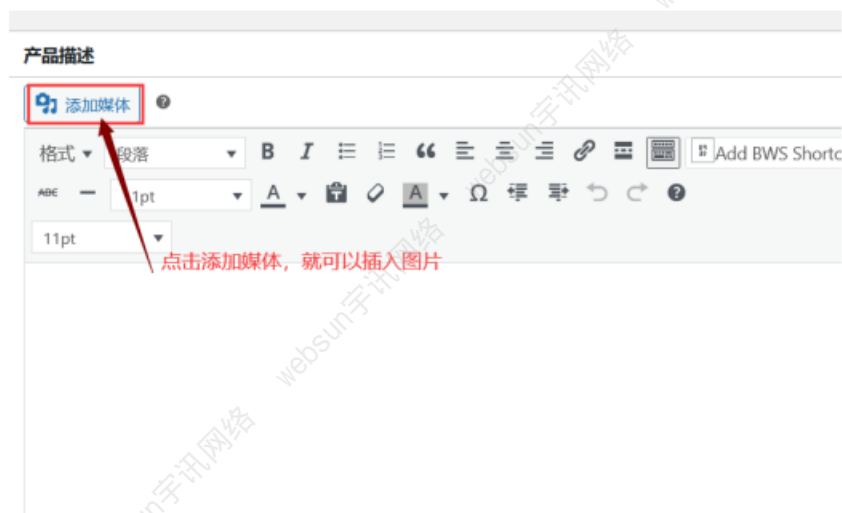 产品描述
添加媒体
格式 段落 B I Add BWS Shortc
ABC 1pt A A Ω
11pt
点击添加媒体，就可以插入图片
websun宇讯网络
websun宇讯网络
websun宇讯网络